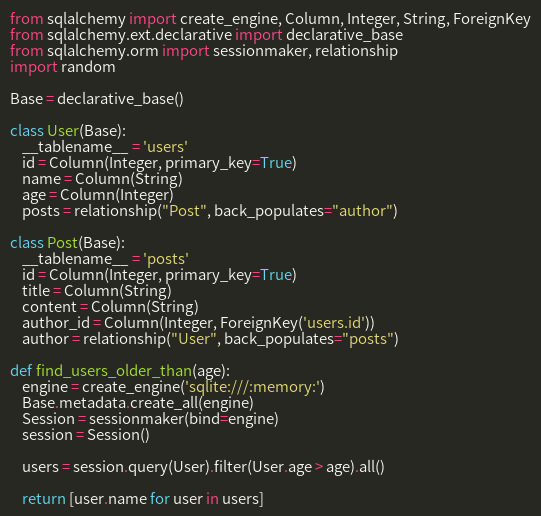 from sqlalchemy import create_engine, Column, Integer, String, ForeignKey
from sqlalchemy.ext.declarative import declarative_base
from sqlalchemy.orm import sessionmaker, relationship
import random

Base = declarative_base()

class User(Base):
    __tablename__ = 'users'
    id = Column(Integer, primary_key=True)
    name = Column(String)
    age = Column(Integer)
    posts = relationship("Post", back_populates="author")

class Post(Base):
    __tablename__ = 'posts'
    id = Column(Integer, primary_key=True)
    title = Column(String)
    content = Column(String)
    author_id = Column(Integer, ForeignKey('users.id'))
    author = relationship("User", back_populates="posts")

def find_users_older_than(age):
    engine = create_engine('sqlite:///:memory:')
    Base.metadata.create_all(engine)
    Session = sessionmaker(bind=engine)
    session = Session()

    users = session.query(User).filter(User.age > age).all()

    return [user.name for user in users]